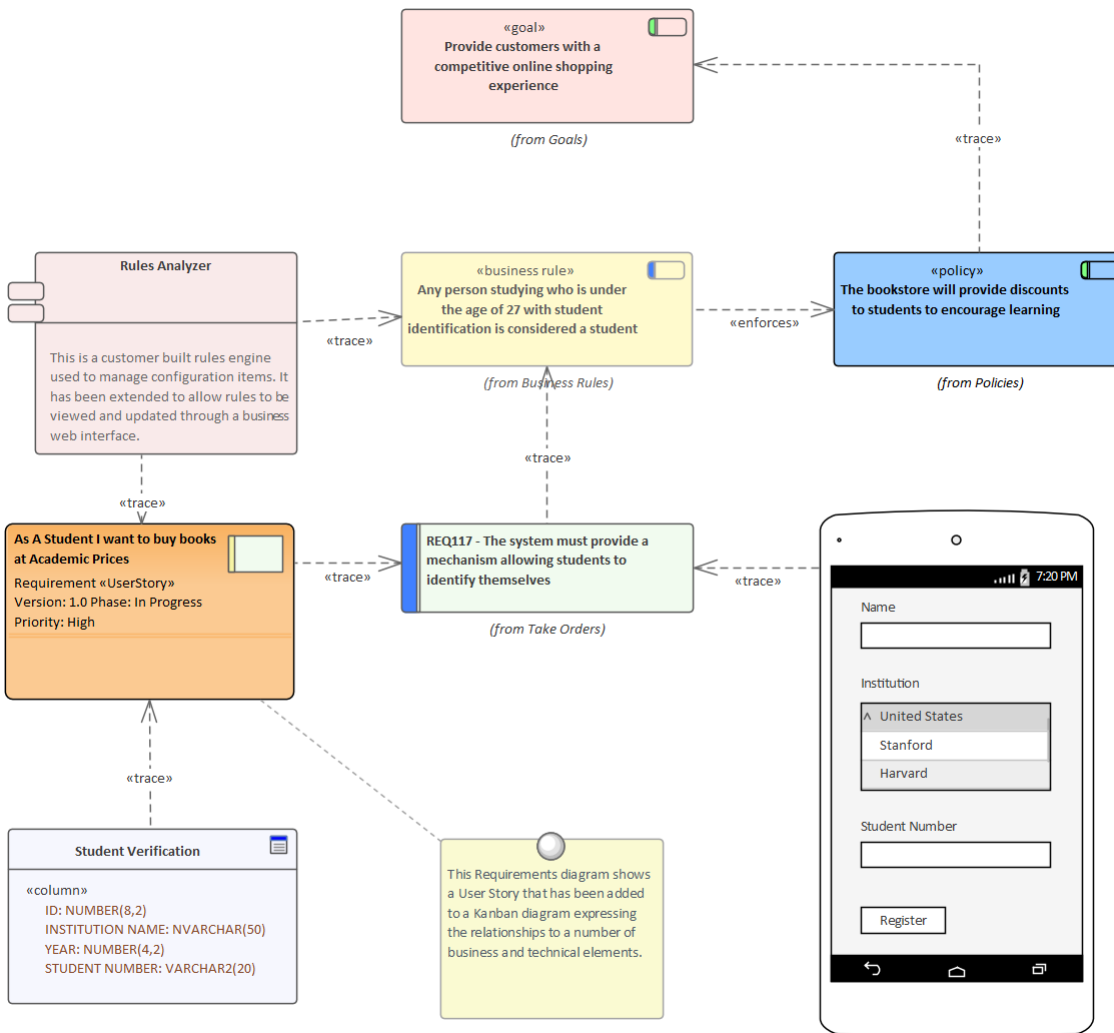 «goal»
Provide customers with a
competitive online shopping
experience
(from Goals)
«trace»
Rules Analyzer
This is a customer built rules engine
used to manage configuration items. It
has been extended to allow rules to be
viewed and updated through a business
web interface.
«trace»
«business rule»
Any person studying who is under
the age of 27 with student
identification is considered a student
(from Business Rules)
«enforces»
«policy»
The bookstore will provide discounts
to students to encourage learning
(from Policies)
«trace»
«trace»
As A Student I want to buy books
at Academic Prices
Requirement «UserStory»
Version: 1.0 Phase: In Progress
Priority: High
«trace»
REQ117 - The system must provide a
mechanism allowing students to
identify themselves
(from Take Orders)
«trace»
7:20 PM
Name
Institution
^ United States
Stanford
Harvard
Student Number
Register
«trace»
Student Verification
«column»
ID: NUMBER(8,2)
INSTITUTION NAME: NVARCHAR(50)
YEAR: NUMBER(4,2)
STUDENT NUMBER: VARCHAR2(20)
This Requirements diagram shows
a User Story that has been added
to a Kanban diagram expressing
the relationships to a number of
business and technical elements.